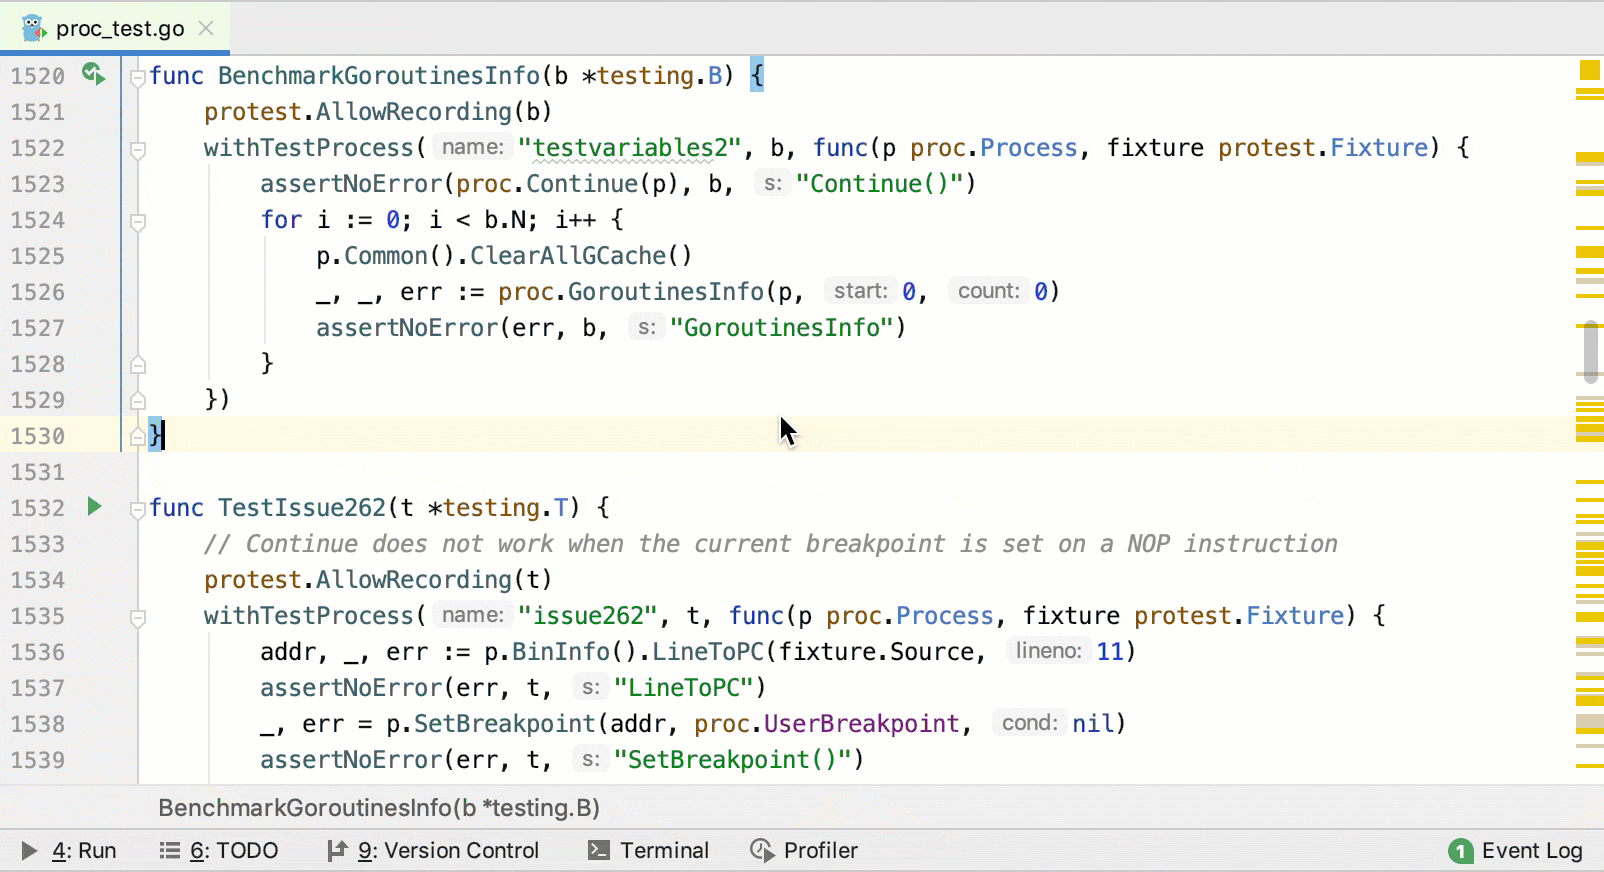 proc_test.go
1520 func BenchmarkGoroutinesInfo(b *testing.B) {
1521 protest.AllowRecording(b)
1522 withTestProcess( name: "testvariables2", b, func(p proc.Process, fixture protest.Fixture) {
1523 assertNoError(proc.Continue(p), b, s: "Continue()")
1524 for i := 0; i < b.N; i++ {
1525 p.Common().ClearAllGCache()
1526 _, _, err := proc.GoroutinesInfo(p, start: 0, count: 0)
1527 assertNoError(err, b, s: "GoroutinesInfo")
1528 }
1529 })
1530 }
1531
1532 func TestIssue262(t *testing.T) {
1533 // Continue does not work when the current breakpoint is set on a NOP instruction
1534 protest.AllowRecording(t)
1535 withTestProcess( name: "issue262", t, func(p proc.Process, fixture protest.Fixture) {
1536 addr, _, err := p.BinInfo().LineToPC(fixture.Source, lineno: 11)
1537 assertNoError(err, t, s: "LineToPC")
1538 _, err = p.SetBreakpoint(addr, proc.UserBreakpoint, cond: nil)
1539 assertNoError(err, t, s: "SetBreakpoint()")
BenchmarkGoroutinesInfo(b *testing.B)
4: Run 6: TODO 9: Version Control Terminal Profiler 1 Event Log